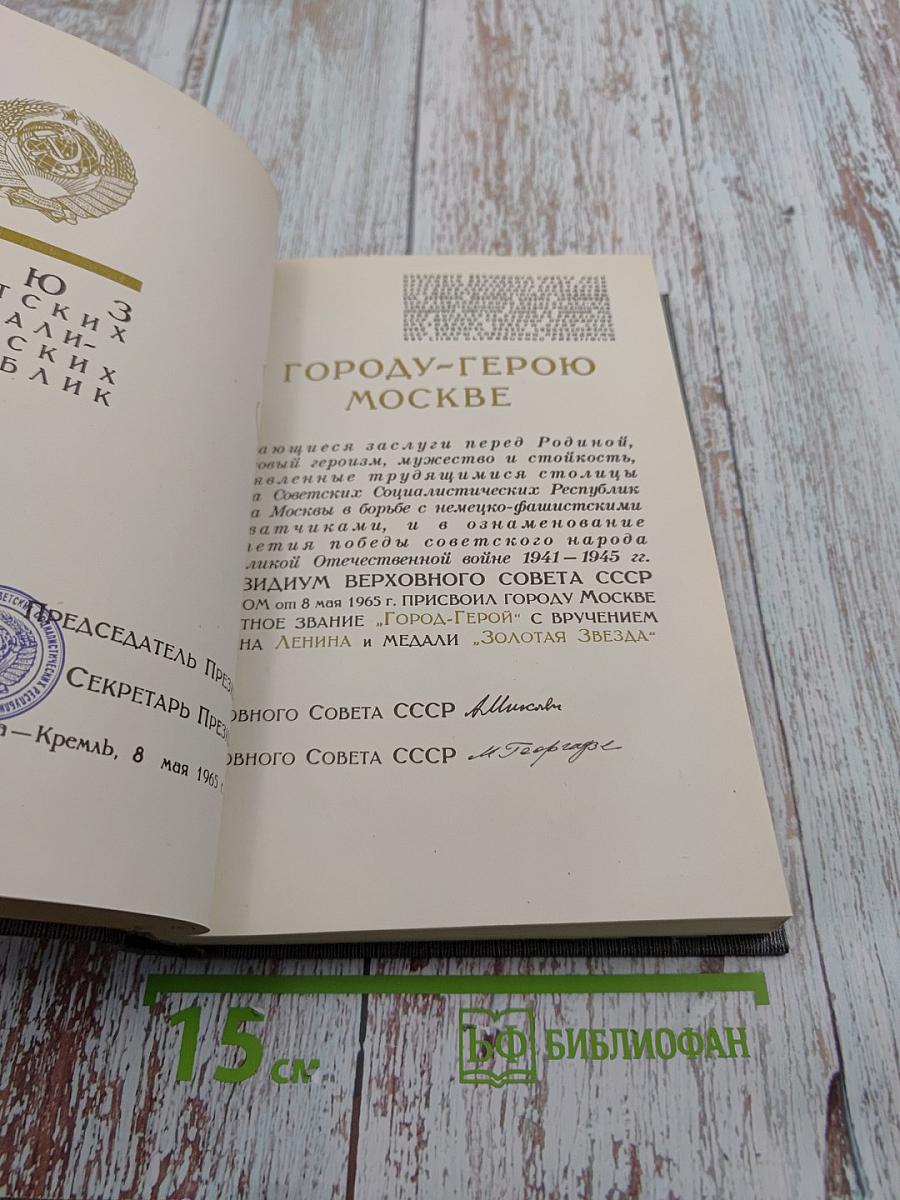 Ю З
ТСКИХ
АЛИ-
СКИХ
БЛИК
ПРЕДСЕДАТЕЛЬ ПРЕЗ
СЕКРЕТАРЬ ПРЕЗ
а — Кремль, 8 мая 1965 г.
ГОРОДУ-ГЕРОЮ
МОСКВЕ
ающиеся заслуги перед Родиной,
овый героизм, мужество и стойкость,
явленные трудящимися столицы
а Советских Социалистических Республик
а Москвы в борьбе с немецко-фашистскими
ватчиками, и в ознаменование
летия победы советского народа
ликой Отечественной войне 1941—1945 гг.
ЗИДИУМ ВЕРХОВНОГО СОВЕТА СССР
ОМ от 8 мая 1965 г. ПРИСВОИЛ ГОРОДУ МОСКВЕ
ТНОЕ ЗВАНИЕ „ГОРОД-ГЕРОЙ“ С ВРУЧЕНИЕМ
НА ЛЕНИНА И МЕДАЛИ „ЗОЛОТАЯ ЗВЕЗДА“
ОВНОГО СОВЕТА СССР
ОВНОГО СОВЕТА СССР М. Георгадзе
15 см
БФ БИБЛИОФАН